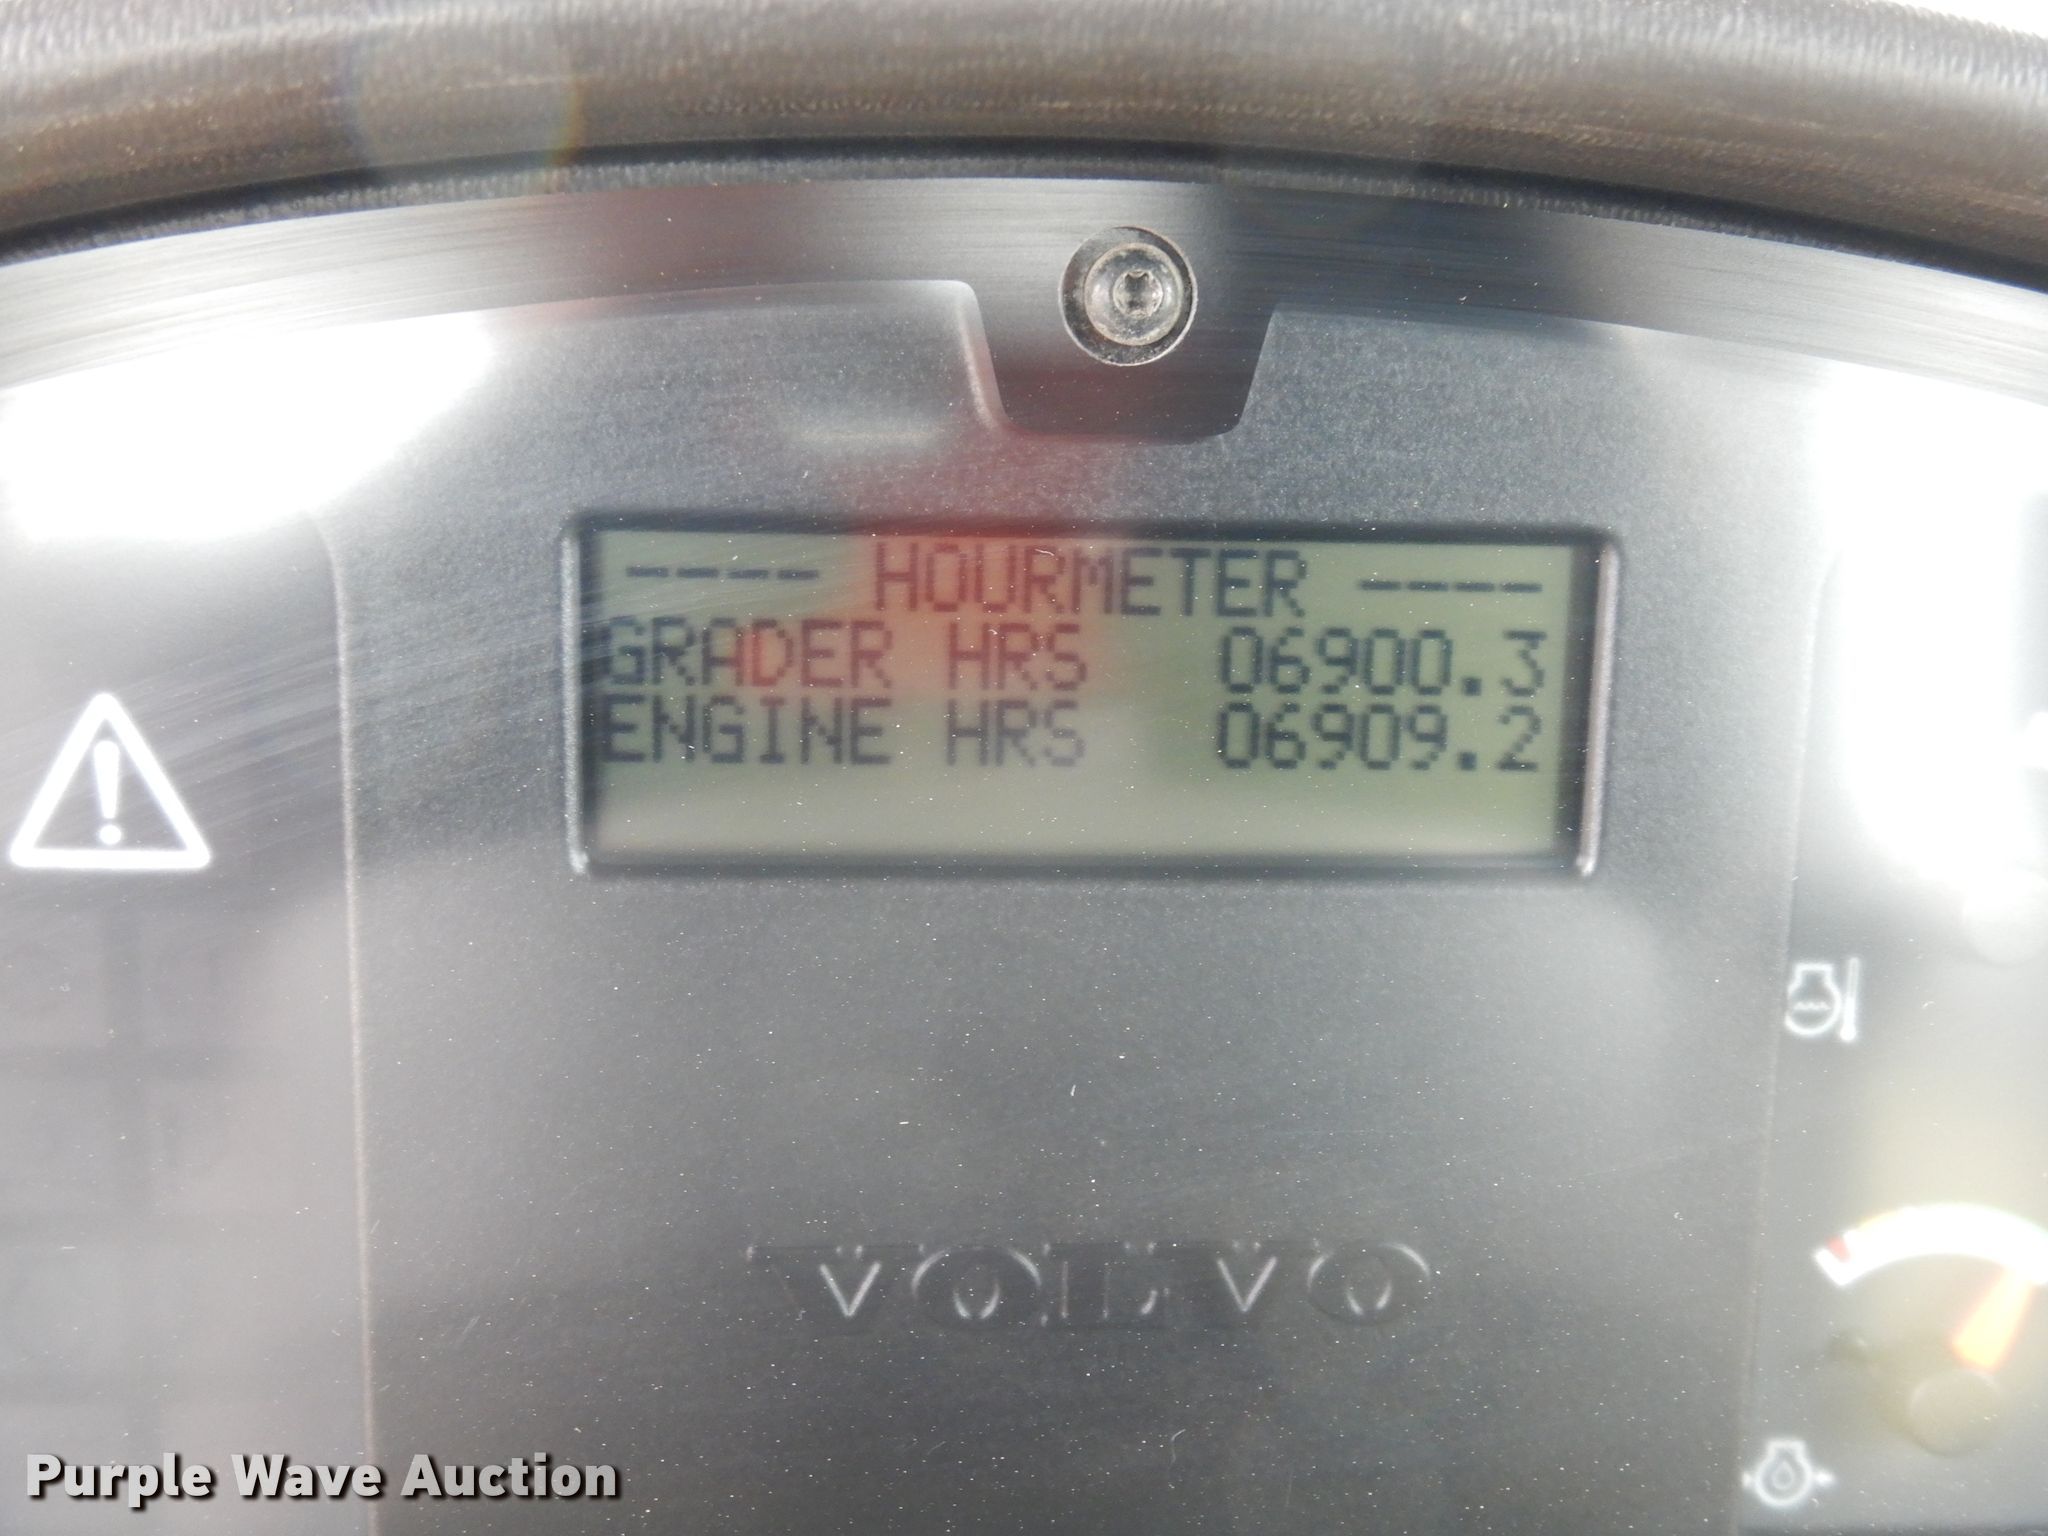 ---- HOURMETER ----
GRADER HRS 06900.3
ENGINE HRS 06909.2
VOLVO
Purple Wave Auction